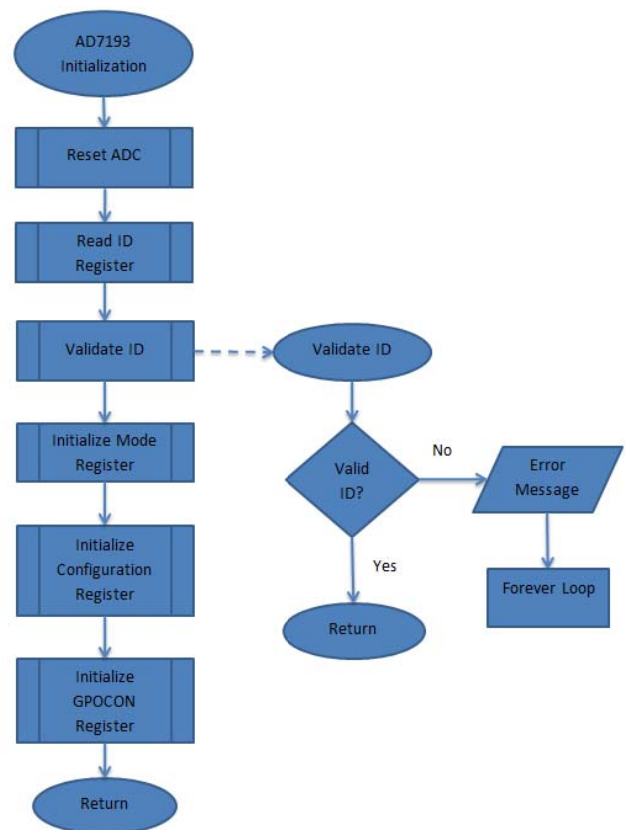 AD7193
Initialization
Reset ADC
Read ID
Register
Validate ID
Initialize Mode
Register
Initialize
Configuration
Register
Initialize
GPOCON
Register
Return
Validate ID
Valid
ID?
No
Yes
Error
Message
Forever Loop
Return